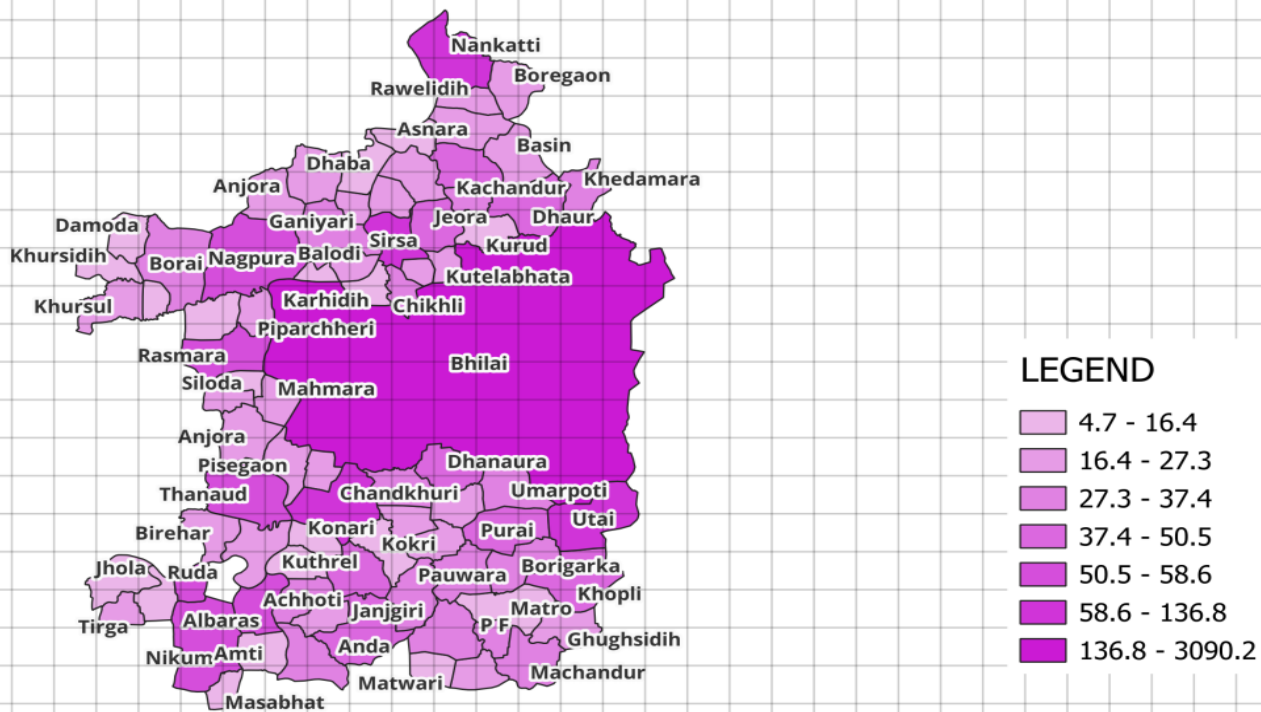 Nankatti
Boregaon
Rawelidih
Asnara
Basin
Dhaba
Khedamara
Anjora
Kachandur
Damoda
Ganiyari
Jeora
Dhaur
Khursidih
Borai
Nagpura
Balodi
Sirsa
Kurud
Kutelabhata
Khursul
Karhidih
Chikhli
Piparchheri
Rasmara
Bhilai
Siloda
Mahmara
Anjora
Pisegaon
Dhanaura
Thanaud
Chandkhuri
Umarpoti
Birehar
Konari
Kokri
Purai
Utai
Jhola
Ruda
Kuthrel
Pauwara
Borigarka
Khopli
Tirga
Albaras
Achhoti
Janjgiri
Matro
P F
Ghughsidih
Nikum
Amti
Anda
Machandur
Matwari
Masabhat
LEGEND
4.7 - 16.4
16.4 - 27.3
27.3 - 37.4
37.4 - 50.5
50.5 - 58.6
58.6 - 136.8
136.8 - 3090.2